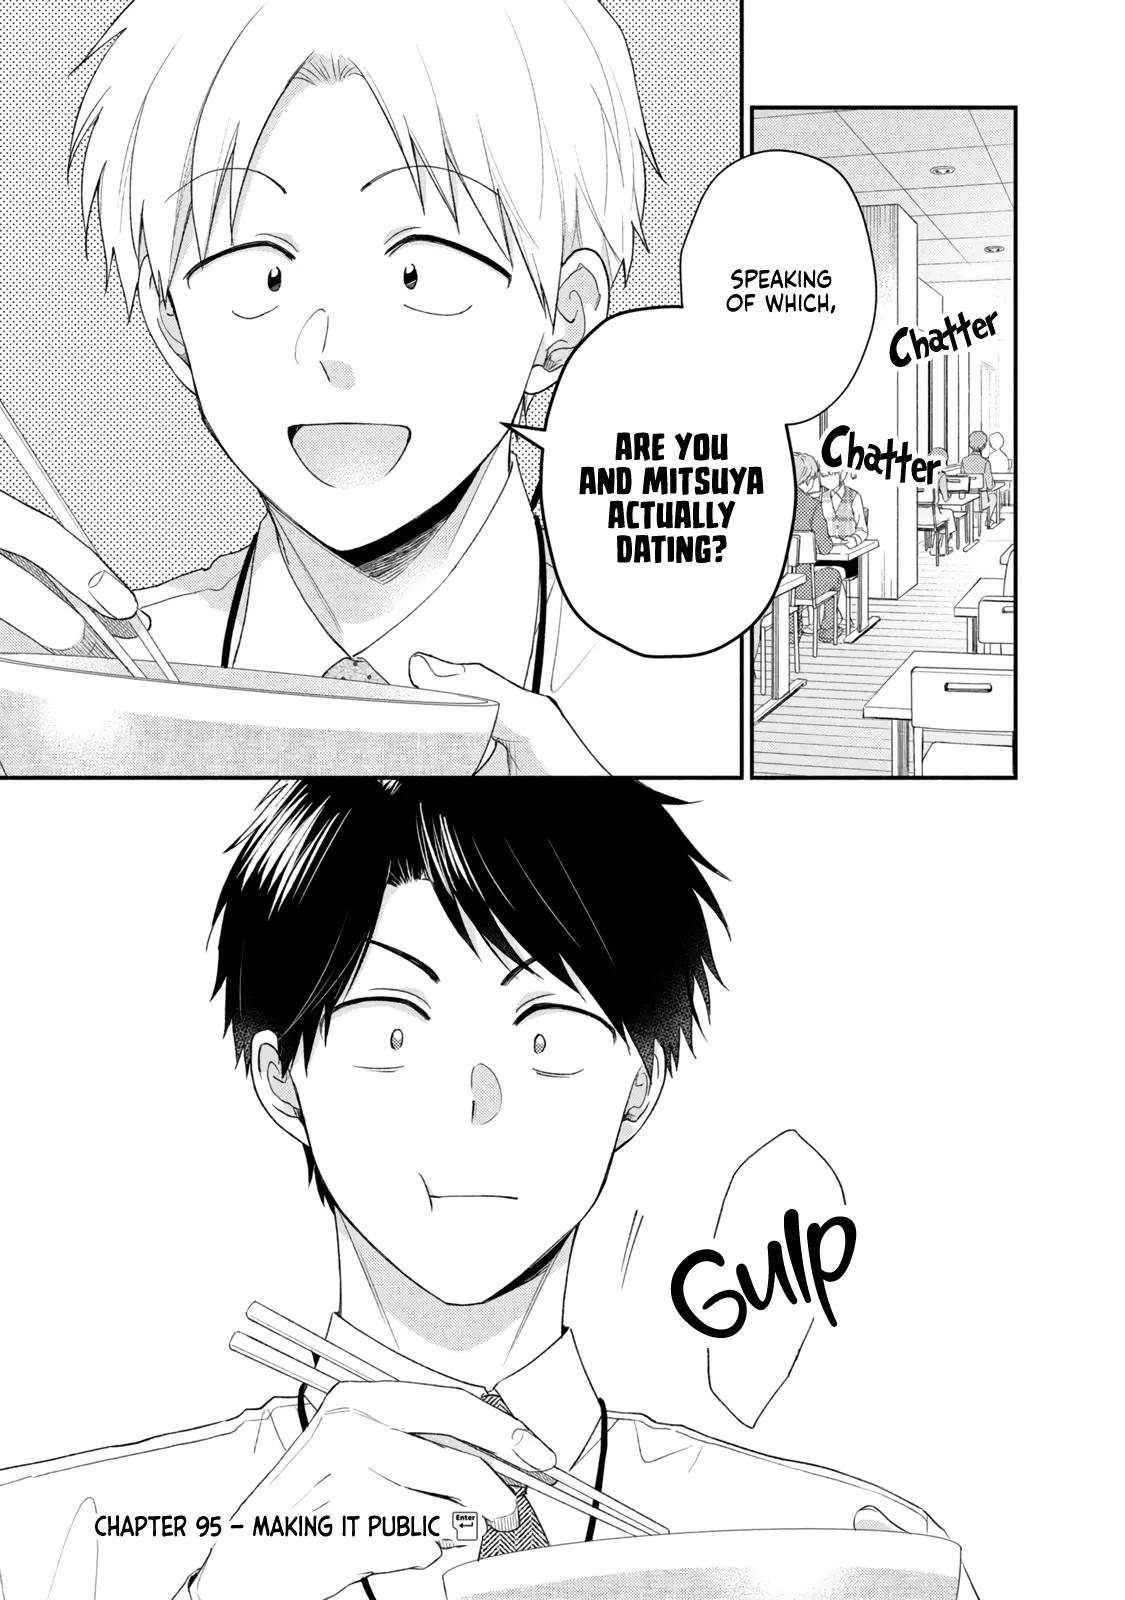 SPEAKING
OF WHICH,
Chatter
Chatter
ARE YOU
AND MITSUYA
ACTUALLY
DATING?
Gulp
CHAPTER 95 – MAKING IT PUBLIC Enter